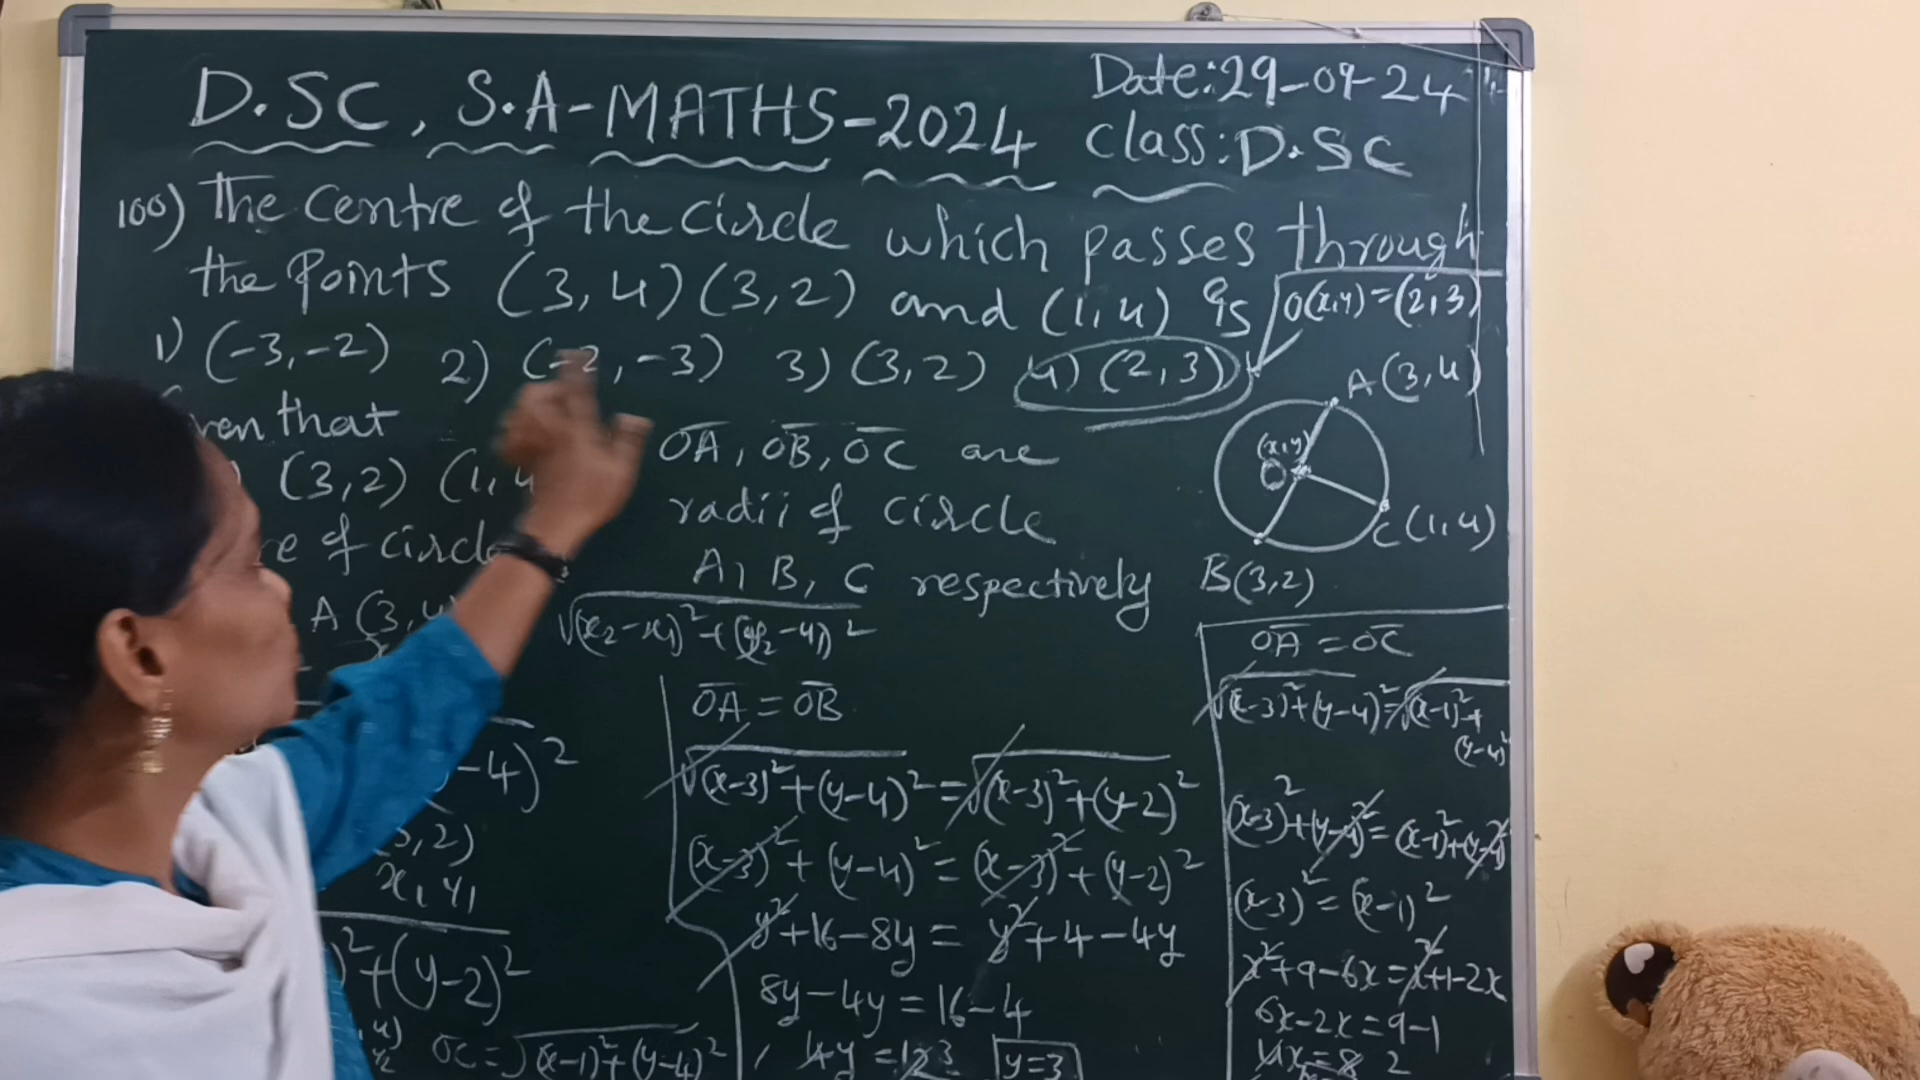 D.SC, S.A-MATHS-2024
Date:29-09-24
Class:D.SC
100) The centre of the circle which passes through
the Points (3,4)(3,2) and (1,4) is
1) (-3,-2) 2) (-2,-3) 3) (3,2) 4) (2,3)
O(x,y)=(2,3)
that
(3,2) (1,4
of circle
A (3,4)
OA, OB, OC are
radii of circle
A, B, C respectively
√(x₂-x₁)²+(y₂-y₁)²
A(3,4)
(x,y)
O
C(1,4)
B(3,2)
-4)²
,2)
x₁ y₁
)²+(y-2)²
OC=√(x-1)²+(y-4)²
OA = OB
√(x-3)²+(y-4)²=√(x-3)²+(y-2)²
(x-3)²+(y-4)²=(x-3)²+(y-2)²
y²+16-8y = y²+4-4y
8y-4y=16-4
4y=12 3 y=3
OA = OC
√(x-3)²+(y-4)²=√(x-1)²+
(y-4)²
(x-3)²+(y-4)²=(x-1)²+(y-4)²
(x-3)²=(x-1)²
x²+9-6x=x²+1-2x
6x-2x=9-1
4x=8 2